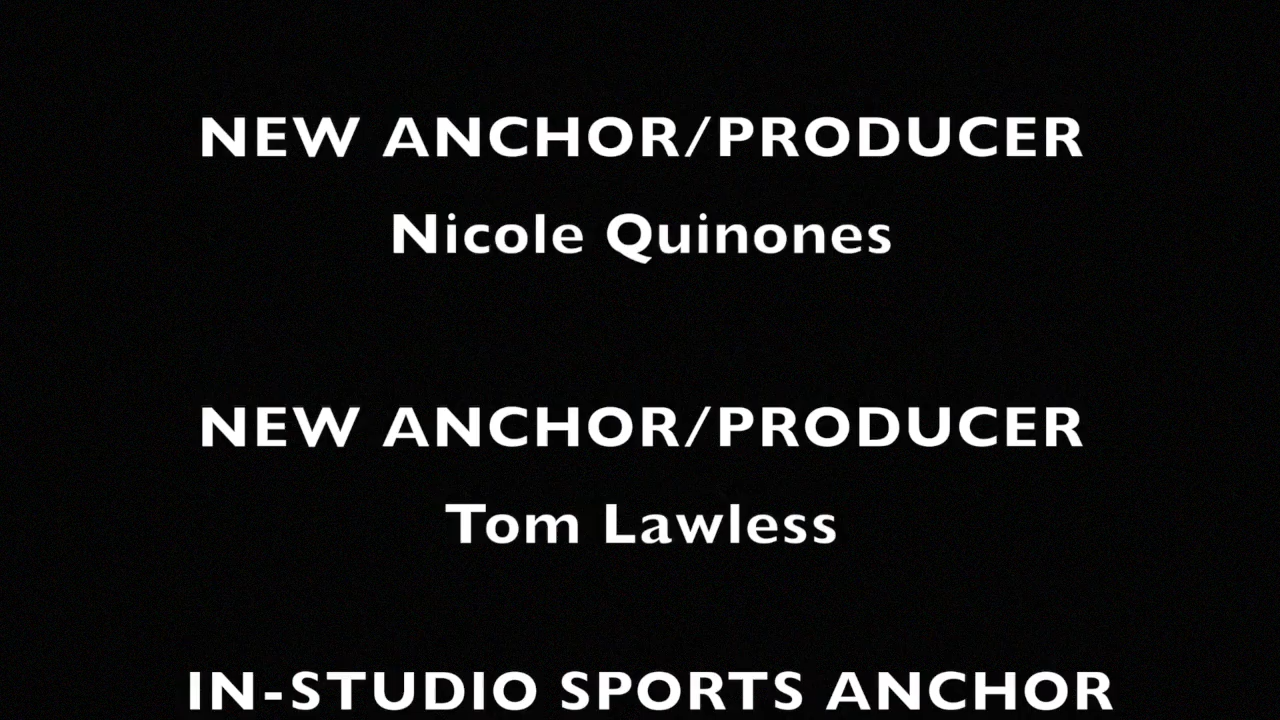 NEW ANCHOR/PRODUCER
Nicole Quinones
NEW ANCHOR/PRODUCER
Tom Lawless
IN-STUDIO SPORTS ANCHOR